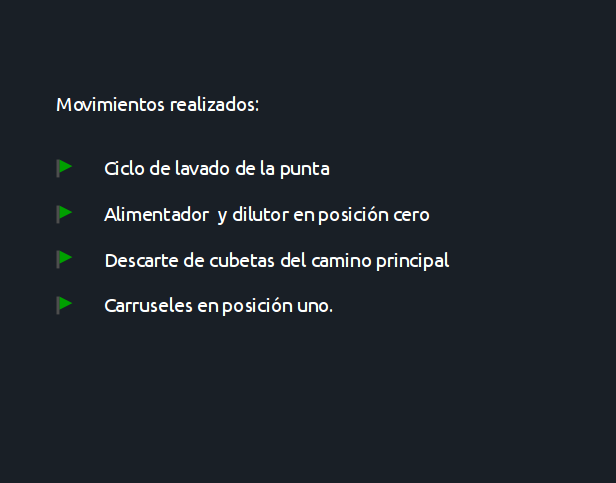 Movimientos realizados:
Ciclo de lavado de la punta
Alimentador  y dilutor en posición cero
Descarte de cubetas del camino principal
Carruseles en posición uno.